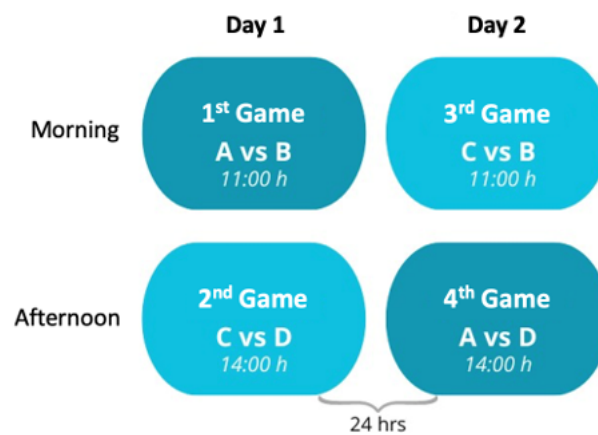 Day 1
Day 2
Morning
1st Game
A vs B
11:00 h
3rd Game
C vs B
11:00 h
Afternoon
2nd Game
C vs D
14:00 h
4th Game
A vs D
14:00 h
24 hrs